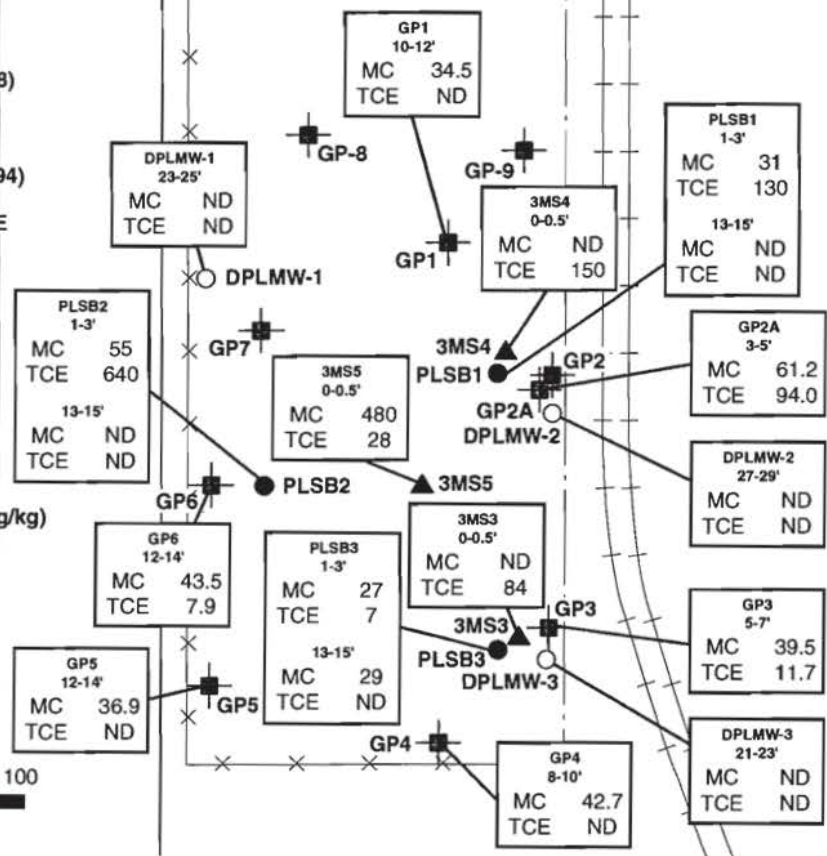 8)
94)
E
g/kg)
100
GP1
10-12'
MC 34.5
TCE ND
GP-8
GP-9
DPLMW-1
23-25'
MC ND
TCE ND
PLSB1
1-3'
MC 31
TCE 130
13-15'
MC ND
TCE ND
3MS4
0-0.5'
MC ND
TCE 150
GP1
DPLMW-1
PLSB2
1-3'
MC 55
TCE 640
13-15'
MC ND
TCE ND
GP7
3MS4
PLSB1
GP2
GP2A
DPLMW-2
GP2A
3-5'
MC 61.2
TCE 94.0
3MS5
0-0.5'
MC 480
TCE 28
DPLMW-2
27-29'
MC ND
TCE ND
GP6
PLSB2
3MS5
GP6
12-14'
MC 43.5
TCE 7.9
PLSB3
1-3'
MC 27
TCE 7
13-15'
MC 29
TCE ND
3MS3
0-0.5'
MC ND
TCE 84
GP3
3MS3
PLSB3
DPLMW-3
GP3
5-7'
MC 39.5
TCE 11.7
GP5
12-14'
MC 36.9
TCE ND
GP5
GP4
GP4
8-10'
MC 42.7
TCE ND
DPLMW-3
21-23'
MC ND
TCE ND